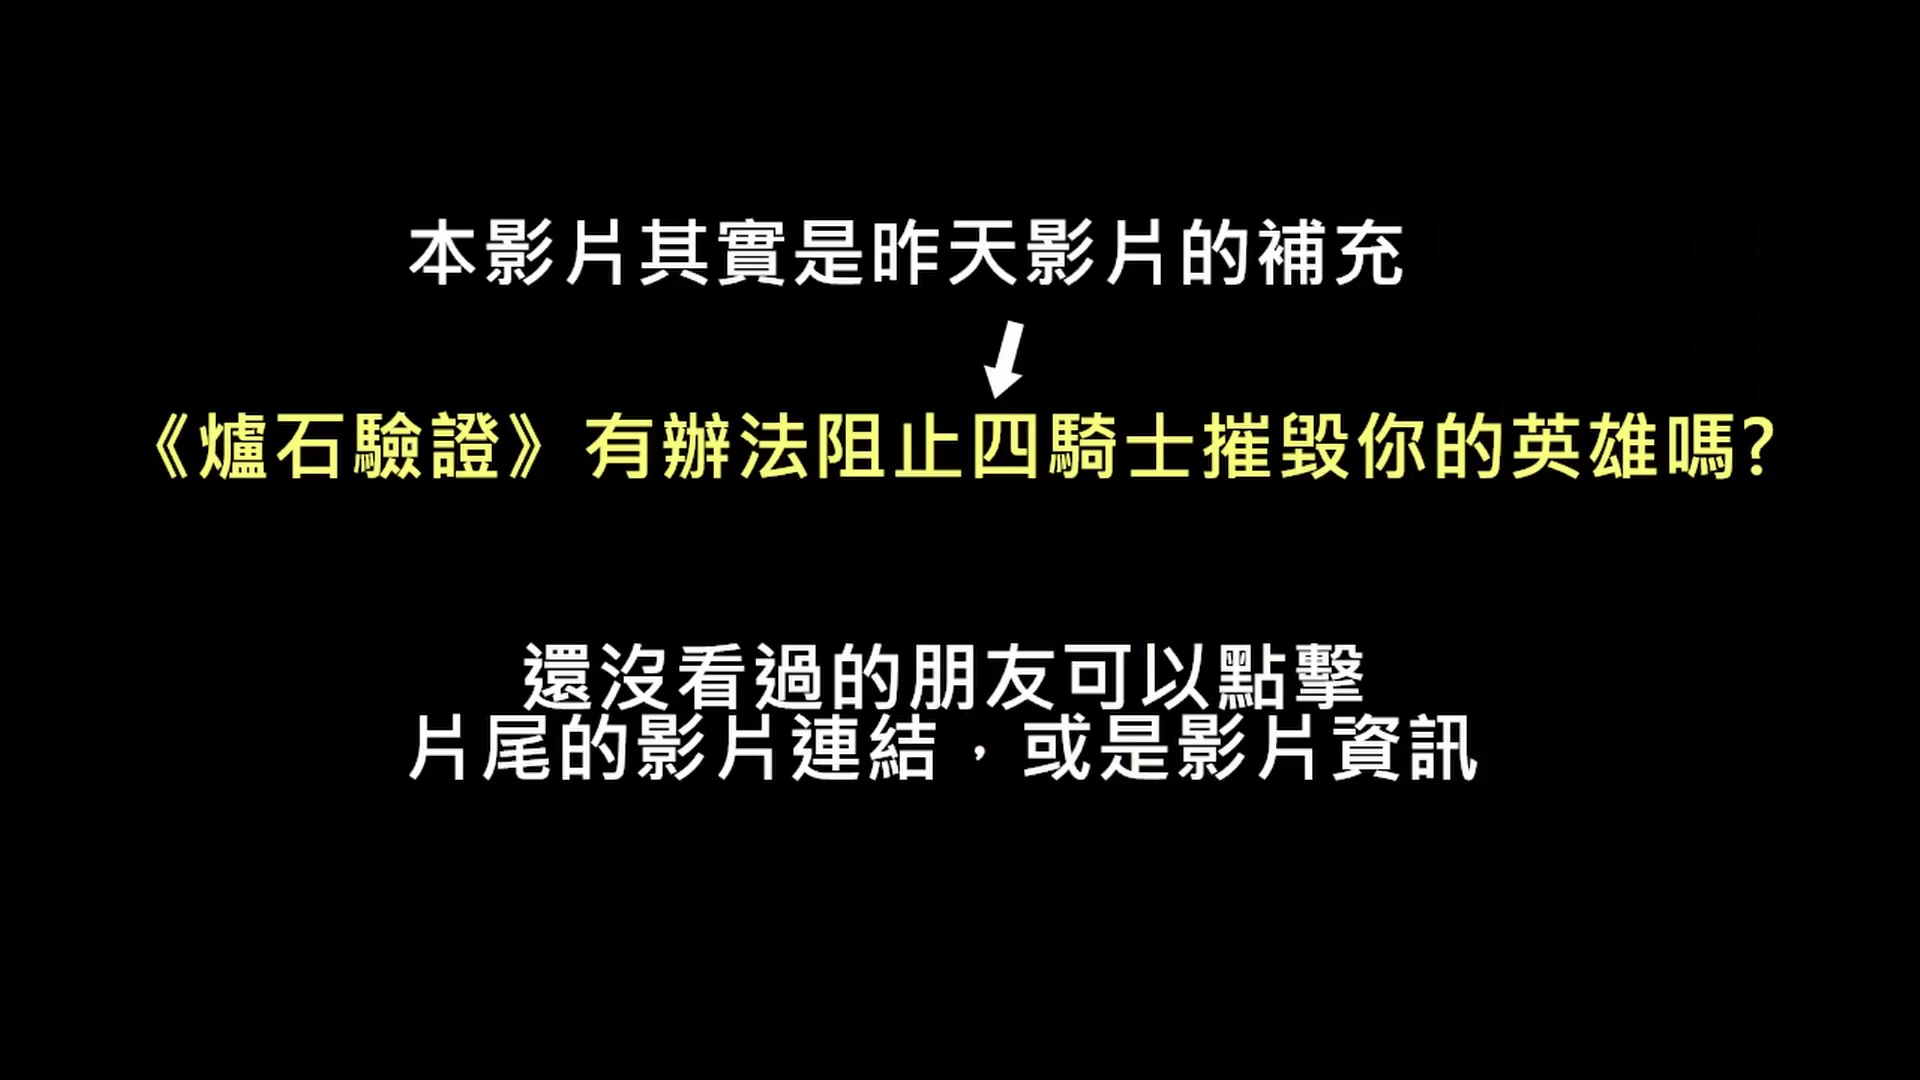 本影片其實是昨天影片的補充
《爐石驗證》有辦法阻止四騎士摧毀你的英雄嗎?
還沒看過的朋友可以點擊
片尾的影片連結，或是影片資訊